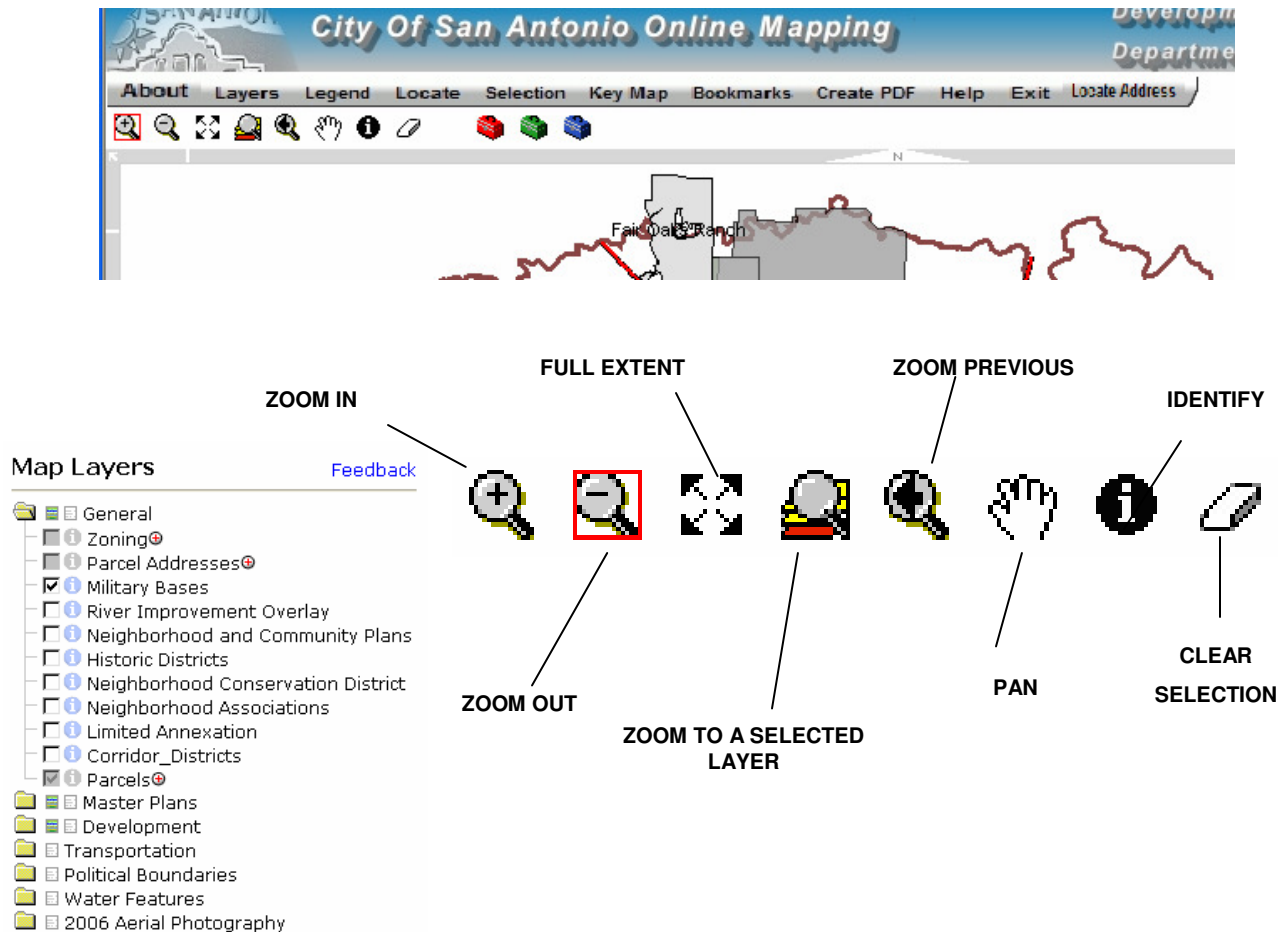 SAN ANTONIO
City Of San Antonio Online Mapping
Developm
Departme
About Layers Legend Locate Selection Key Map Bookmarks Create PDF Help Exit Locate Address
N
Fair Oaks Ranch
FULL EXTENT
ZOOM PREVIOUS
ZOOM IN
IDENTIFY
Map Layers
Feedback
General
Zoning
Parcel Addresses
Military Bases
River Improvement Overlay
Neighborhood and Community Plans
Historic Districts
Neighborhood Conservation District
Neighborhood Associations
Limited Annexation
Corridor_Districts
Parcels
Master Plans
Development
Transportation
Political Boundaries
Water Features
2006 Aerial Photography
ZOOM OUT
ZOOM TO A SELECTED
LAYER
PAN
CLEAR
SELECTION